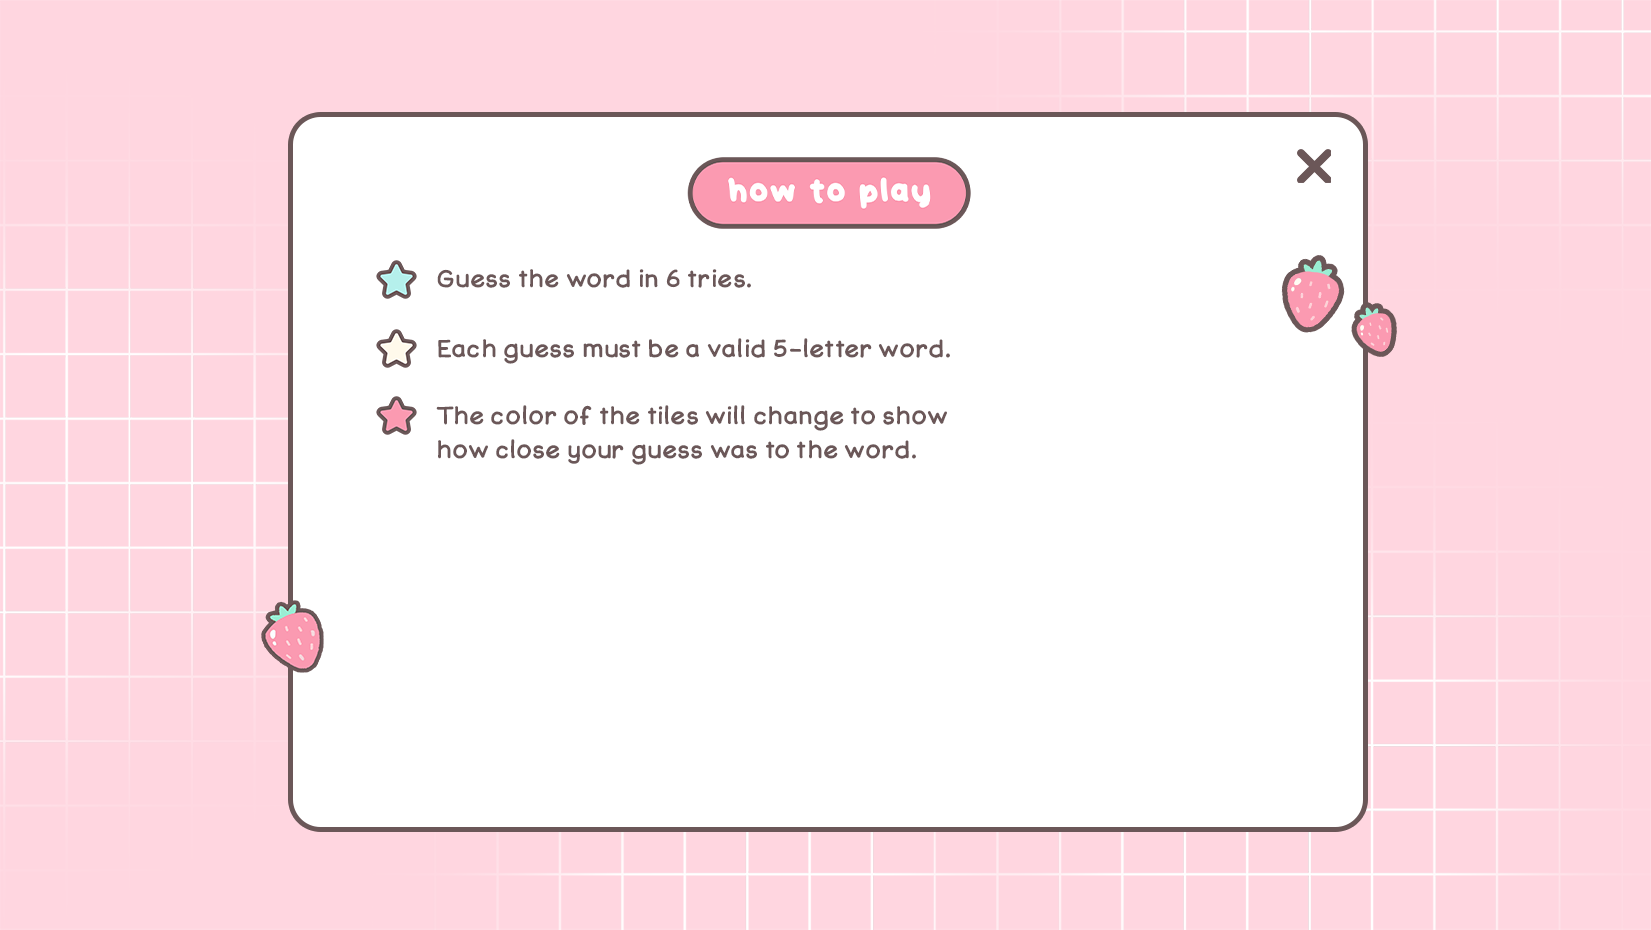 how to play
Guess the word in 6 tries.
Each guess must be a valid 5-letter word.
The color of the tiles will change to show
how close your guess was to the word.